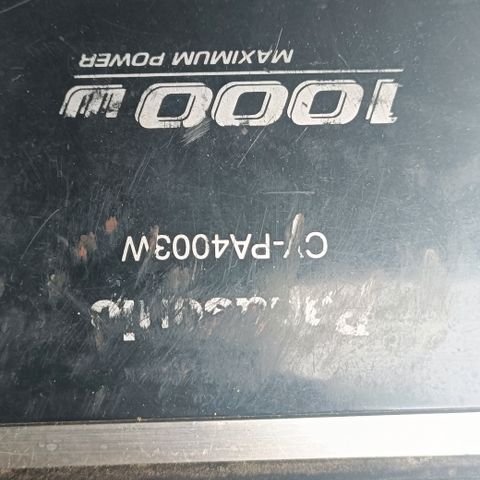 Panasonic
CY-PA4003W
1000W
MAXIMUM POWER